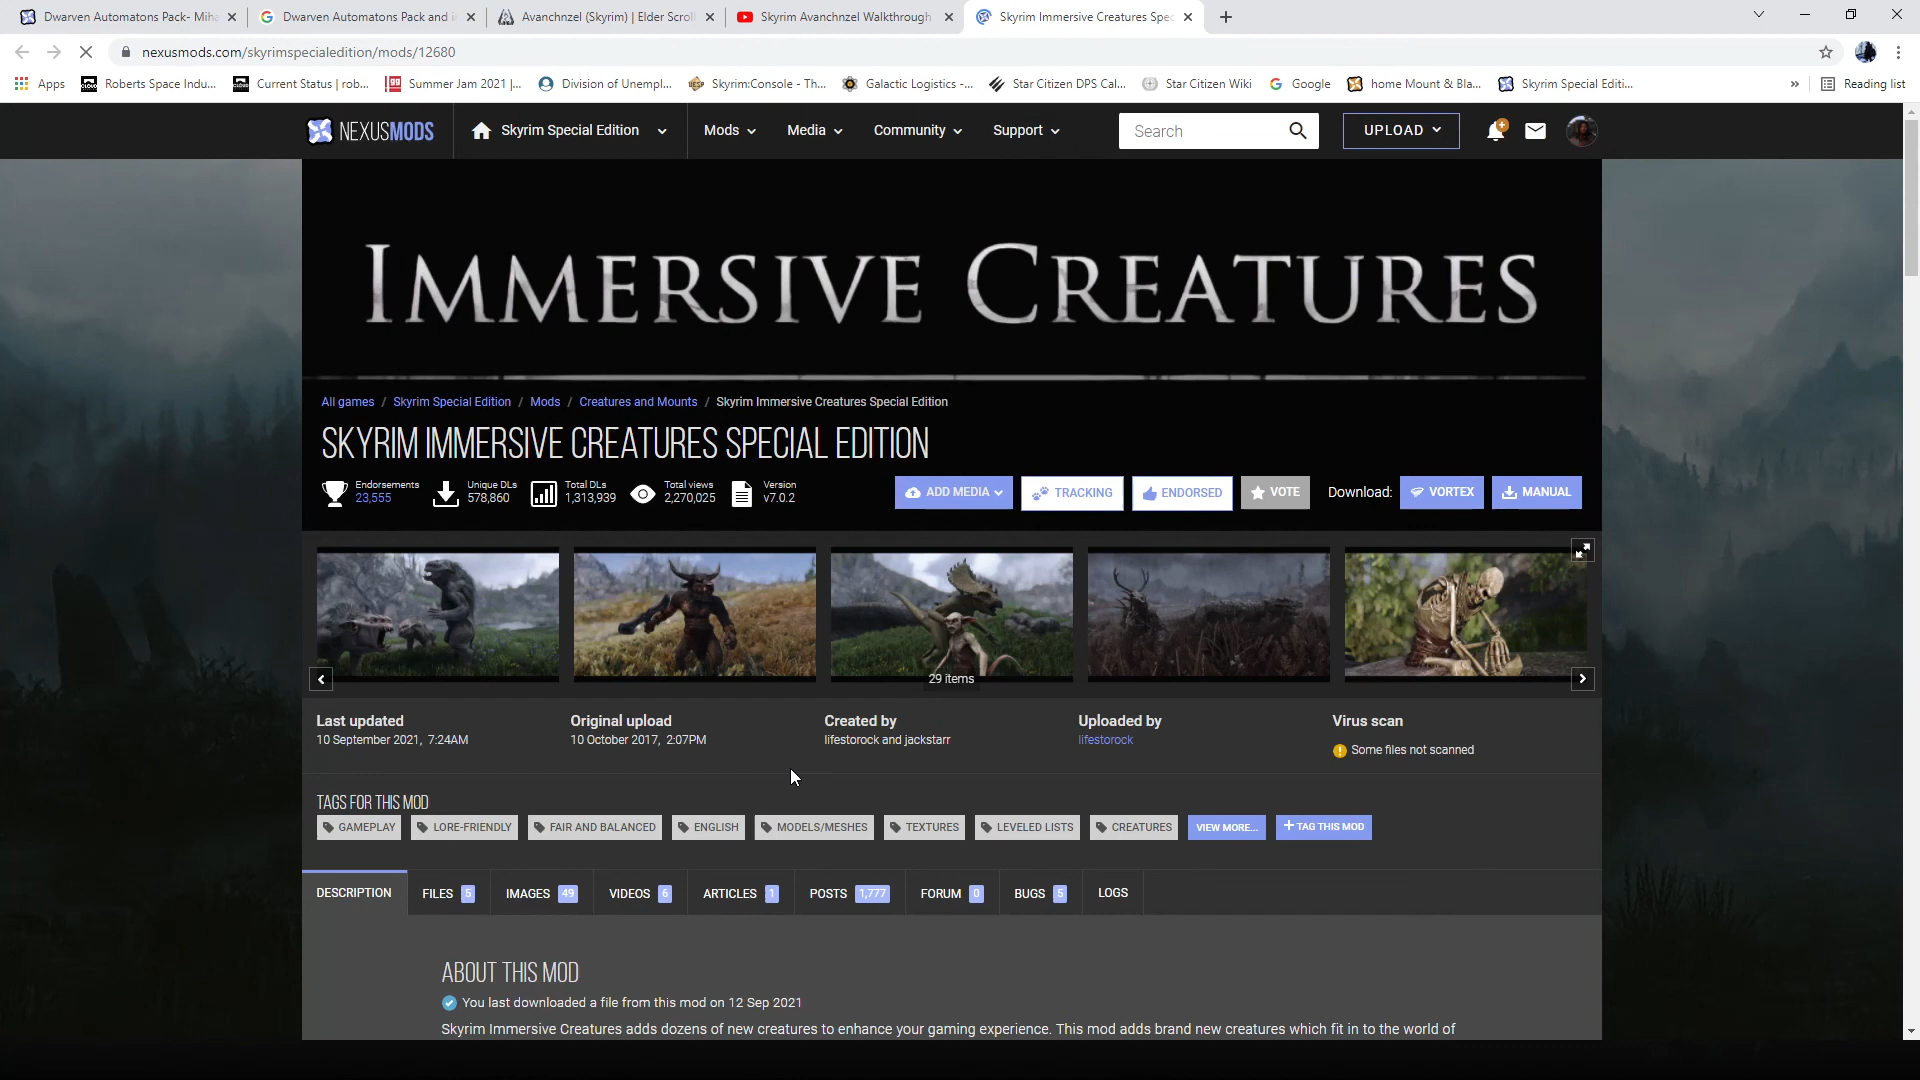 Dwarven Automatons Pack- Miha
Dwarven Automatons Pack and i
Avanchnzel (Skyrim) | Elder Scroll
Skyrim Avanchnzel Walkthrough
Skyrim Immersive Creatures Spec
nexusmods.com/skyrimspecialedition/mods/12680
Apps
Roberts Space Indu...
Current Status | rob...
Summer Jam 2021 |...
Division of Unempl...
Skyrim:Console - Th...
Galactic Logistics -...
Star Citizen DPS Cal...
Star Citizen Wiki
Google
home Mount & Bla...
Skyrim Special Editi...
»
Reading list
NEXUSMODS
Skyrim Special Edition
Mods
Media
Community
Support
Search
UPLOAD
IMMERSIVE CREATURES
All games / Skyrim Special Edition / Mods / Creatures and Mounts / Skyrim Immersive Creatures Special Edition
SKYRIM IMMERSIVE CREATURES SPECIAL EDITION
Endorsements
23,555
Unique DLs
578,860
Total DLs
1,313,939
Total views
2,270,025
Version
v7.0.2
ADD MEDIA
TRACKING
ENDORSED
VOTE
Download:
VORTEX
MANUAL
29 items
Last updated
10 September 2021, 7:24AM
Original upload
10 October 2017, 2:07PM
Created by
lifestorock and jackstarr
Uploaded by
lifestorock
Virus scan
Some files not scanned
TAGS FOR THIS MOD
GAMEPLAY
LORE-FRIENDLY
FAIR AND BALANCED
ENGLISH
MODELS/MESHES
TEXTURES
LEVELED LISTS
CREATURES
VIEW MORE...
+ TAG THIS MOD
DESCRIPTION
FILES 5
IMAGES 49
VIDEOS 6
ARTICLES 1
POSTS 1,777
FORUM 0
BUGS 5
LOGS
ABOUT THIS MOD
You last downloaded a file from this mod on 12 Sep 2021
Skyrim Immersive Creatures adds dozens of new creatures to enhance your gaming experience. This mod adds brand new creatures which fit in to the world of